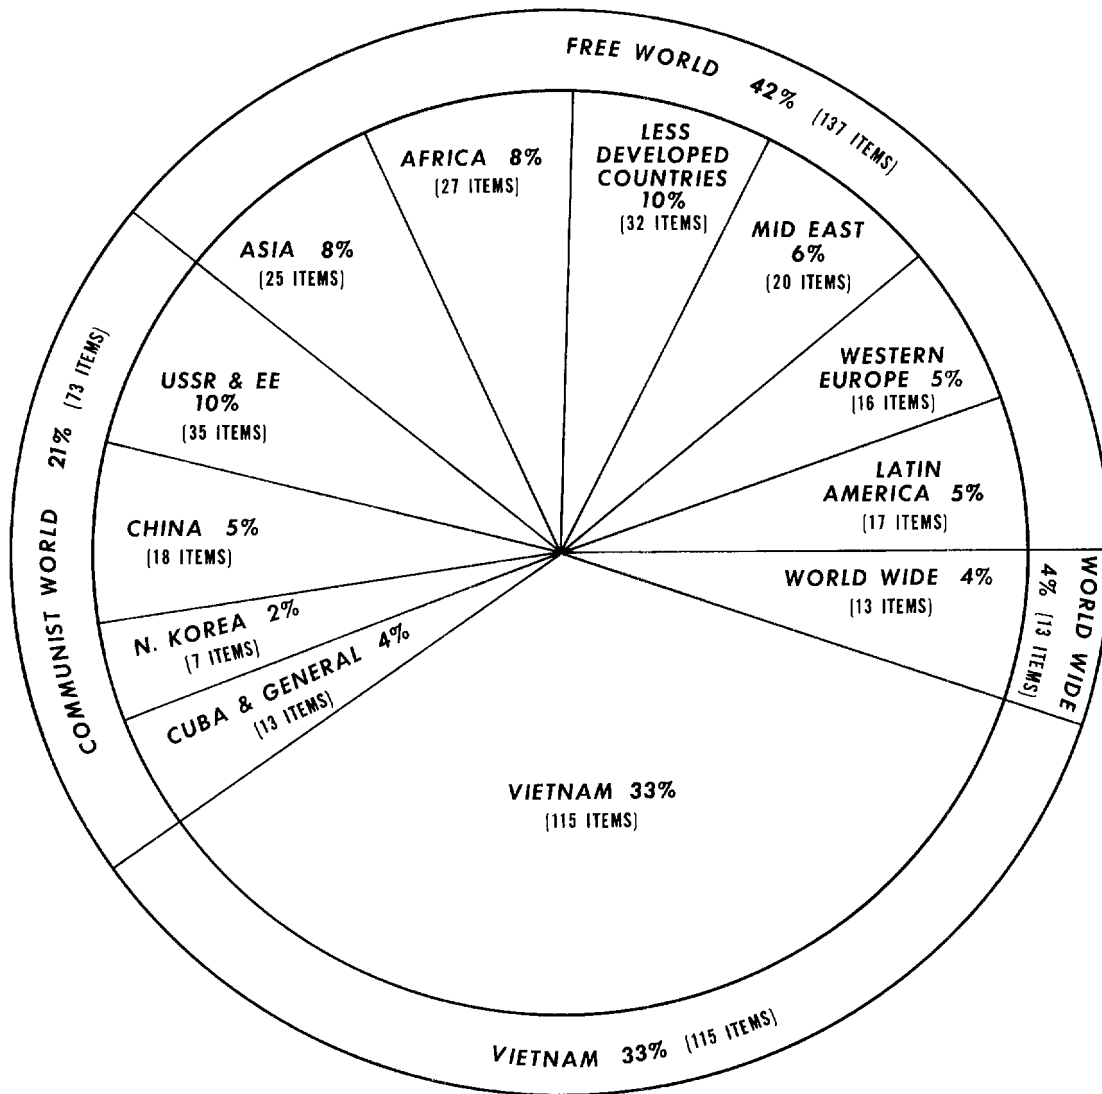 FREE WORLD 42% (137 ITEMS)
LESS
DEVELOPED
COUNTRIES
10%
(32 ITEMS)
AFRICA 8%
(27 ITEMS)
MID EAST
6%
(20 ITEMS)
ASIA 8%
(25 ITEMS)
WESTERN
EUROPE 5%
(16 ITEMS)
USSR & EE
10%
(35 ITEMS)
LATIN
AMERICA 5%
(17 ITEMS)
CHINA 5%
(18 ITEMS)
WORLD WIDE 4%
(13 ITEMS)
WORLD WIDE
4% (13 ITEMS)
N. KOREA 2%
(7 ITEMS)
CUBA & GENERAL 4%
(13 ITEMS)
COMMUNIST WORLD 21% (73 ITEMS)
VIETNAM 33%
(115 ITEMS)
VIETNAM 33% (115 ITEMS)